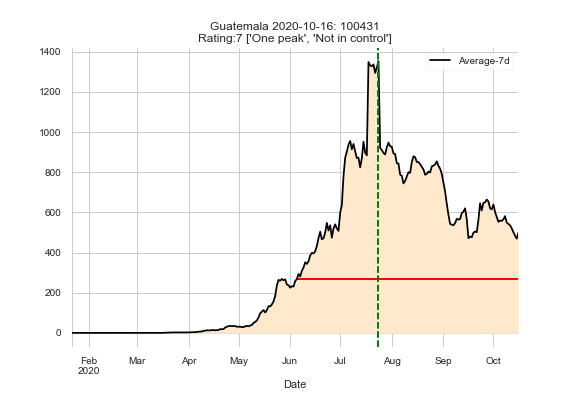 Guatemala 2020-10-16: 100431
Rating:7 ['One peak', 'Not in control']
Average-7d
1400
1200
1000
800
600
400
200
0
Feb Mar Apr May Jun Jul Aug Sep Oct
2020
Date